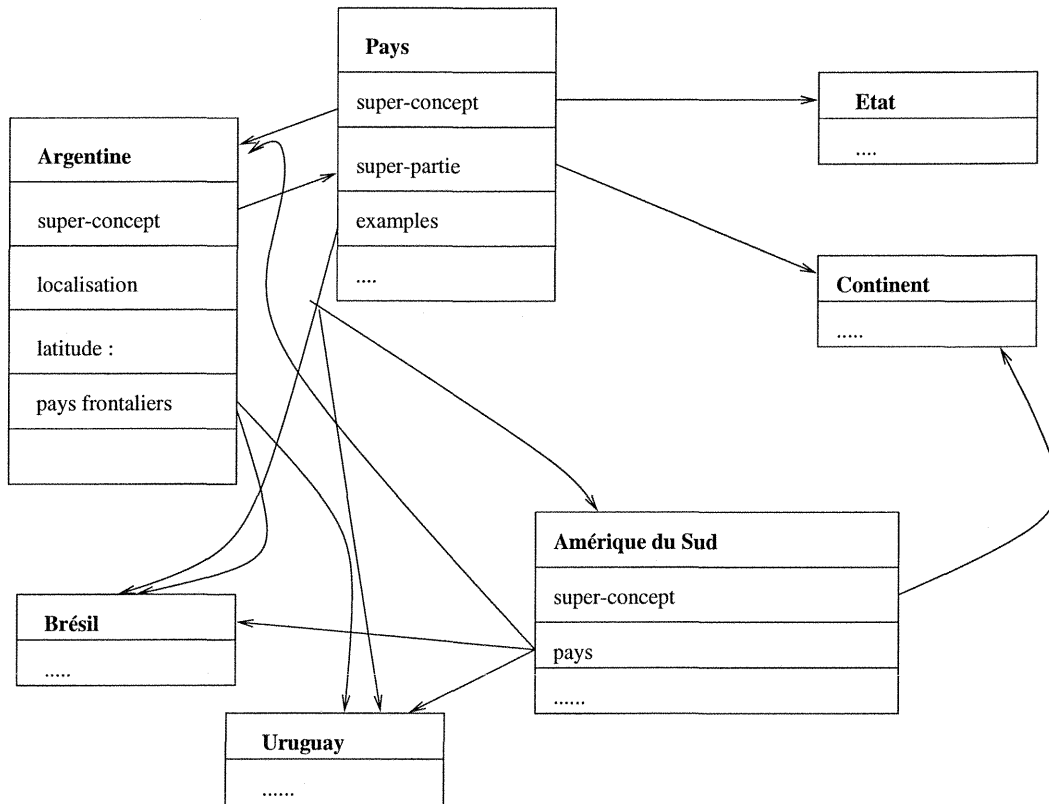 Pays
super-concept
super-partie
examples
....
Etat
....
Argentine
super-concept
localisation
latitude :
pays frontaliers
Continent
.....
Amérique du Sud
super-concept
pays
......
Brésil
.....
Uruguay
......